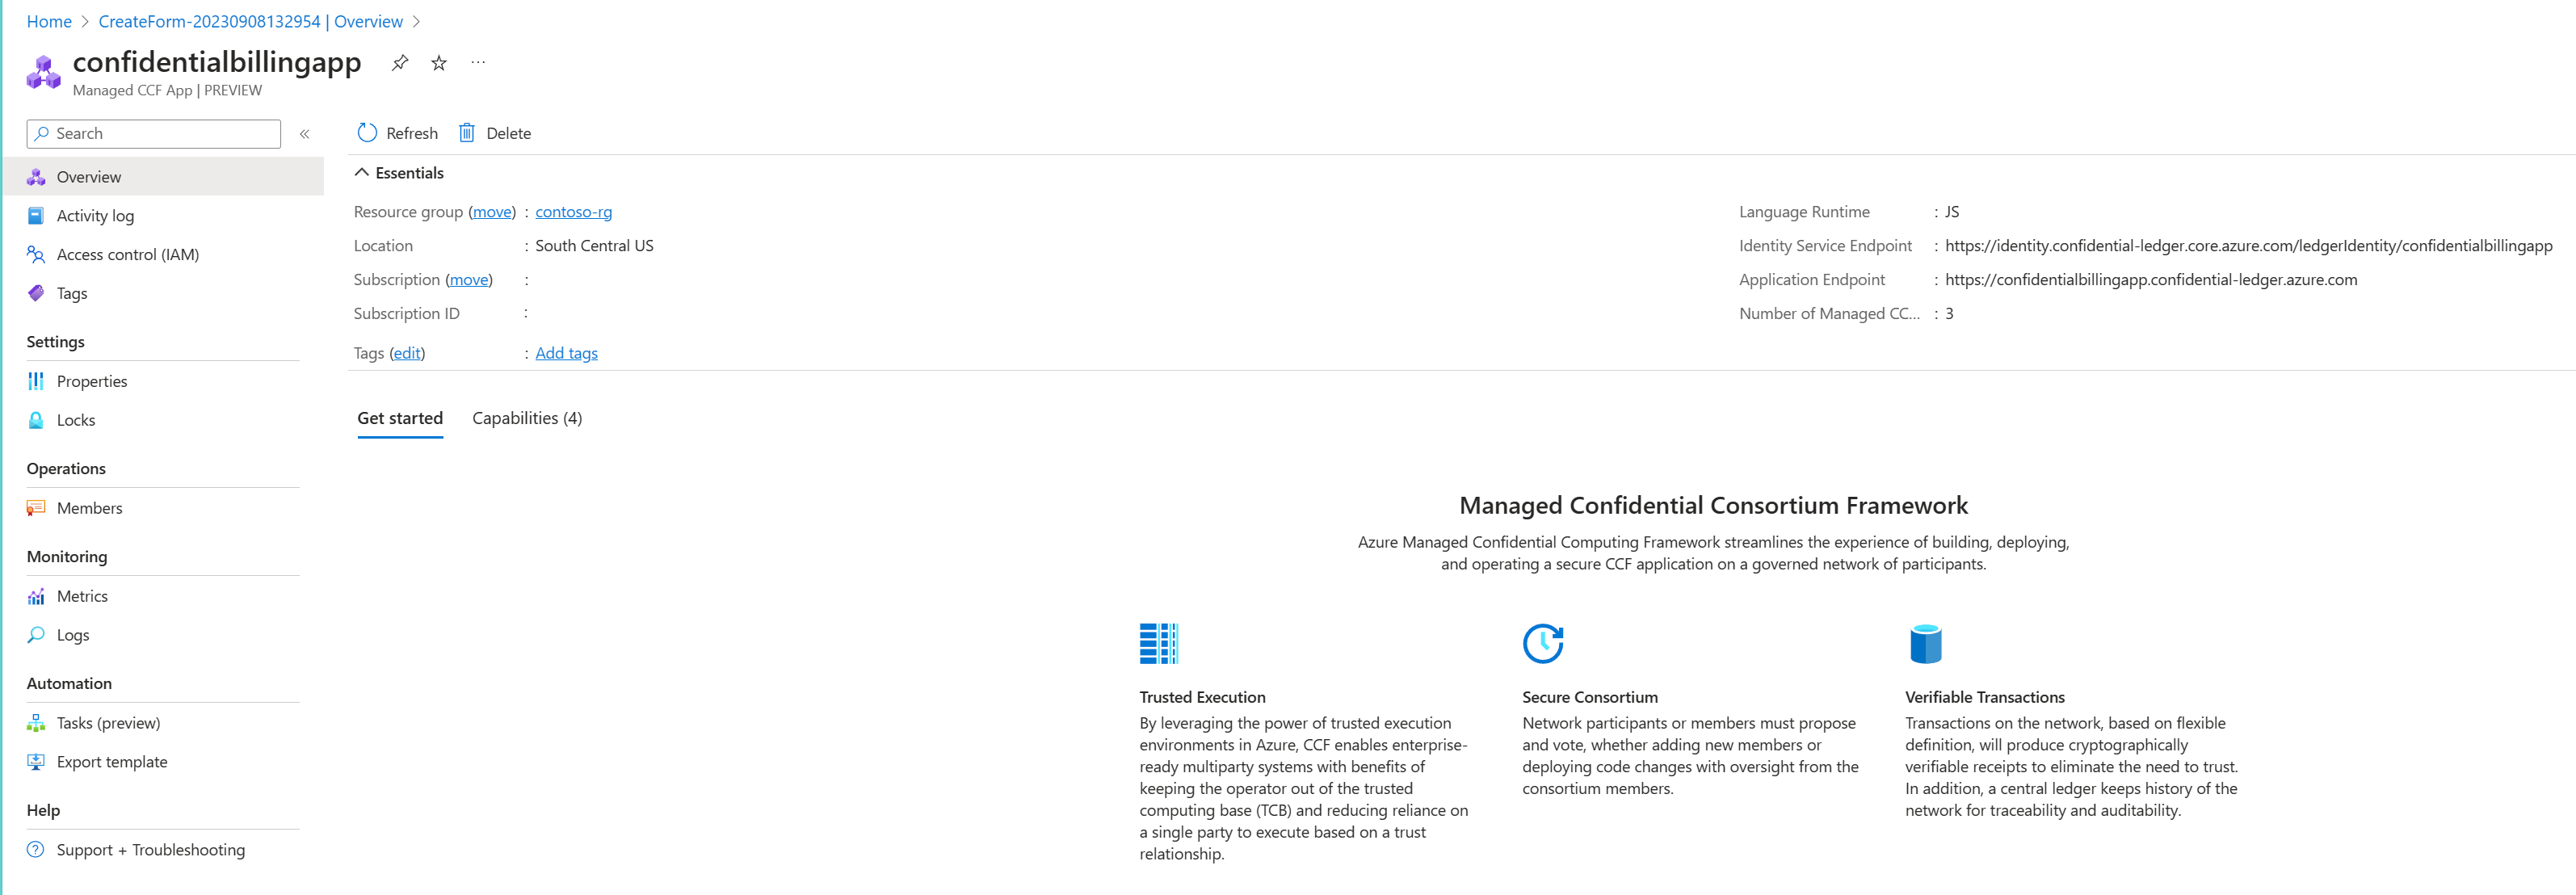 Home > CreateForm-20230908132954 | Overview >
confidentialbillingapp
Managed CCF App | PREVIEW
Search
Overview
Activity log
Access control (IAM)
Tags
Settings
Properties
Locks
Operations
Members
Monitoring
Metrics
Logs
Automation
Tasks (preview)
Export template
Help
Support + Troubleshooting
Refresh Delete
Essentials
Resource group (move) : contoso-rg
Location : South Central US
Subscription (move) :
Subscription ID :
Tags (edit) : Add tags
Language Runtime : JS
Identity Service Endpoint : https://identity.confidential-ledger.core.azure.com/ledgerIdentity/confidentialbillingapp
Application Endpoint : https://confidentialbillingapp.confidential-ledger.azure.com
Number of Managed CC... : 3
Get started Capabilities (4)
Managed Confidential Consortium Framework
Azure Managed Confidential Computing Framework streamlines the experience of building, deploying,
and operating a secure CCF application on a governed network of participants.
Trusted Execution
By leveraging the power of trusted execution
environments in Azure, CCF enables enterprise-
ready multiparty systems with benefits of
keeping the operator out of the trusted
computing base (TCB) and reducing reliance on
a single party to execute based on a trust
relationship.
Secure Consortium
Network participants or members must propose
and vote, whether adding new members or
deploying code changes with oversight from the
consortium members.
Verifiable Transactions
Transactions on the network, based on flexible
definition, will produce cryptographically
verifiable receipts to eliminate the need to trust.
In addition, a central ledger keeps history of the
network for traceability and auditability.